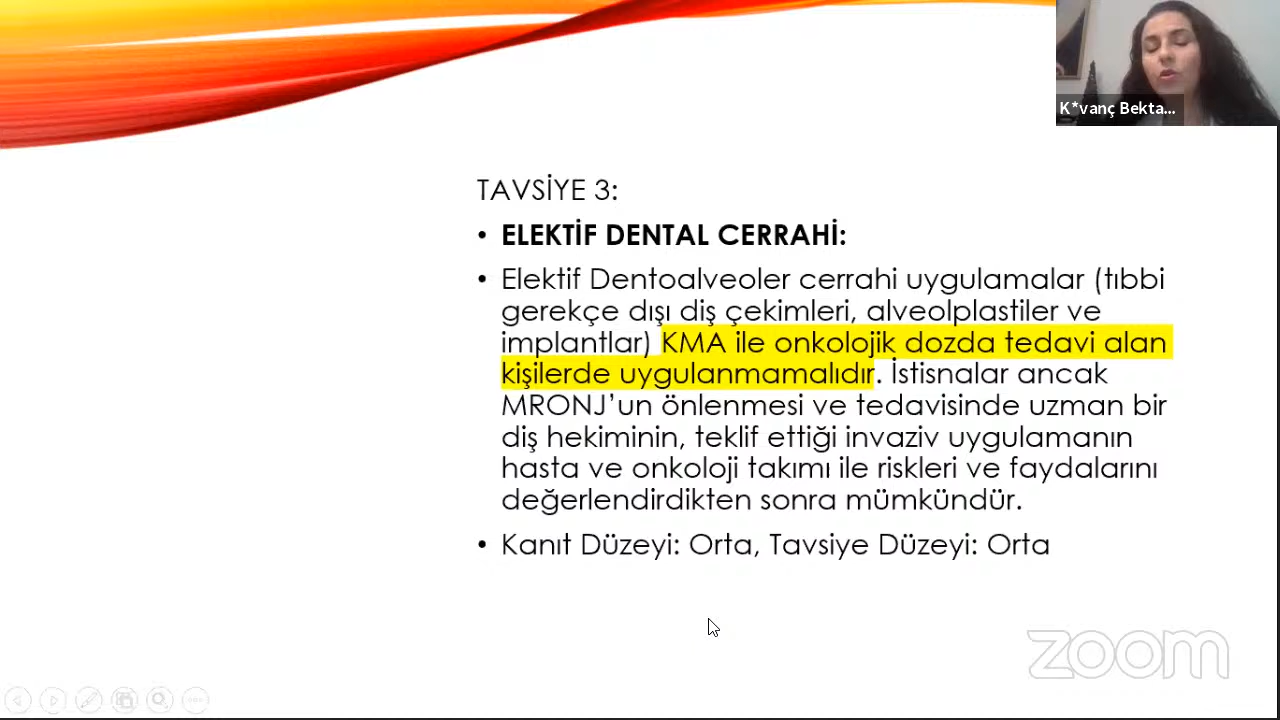 K*vanç Bekta...
TAVSİYE 3:
• ELEKTİF DENTAL CERRAHİ:
• Elektif Dentoalveoler cerrahi uygulamalar (tıbbi
gerekçe dışı diş çekimleri, alveolplastiler ve
implantlar) KMA ile onkolojik dozda tedavi alan
kişilerde uygulanmamalıdır. İstisnalar ancak
MRONJ’un önlenmesi ve tedavisinde uzman bir
diş hekiminin, teklif ettiği invaziv uygulamanın
hasta ve onkoloji takımı ile riskleri ve faydalarını
değerlendirdikten sonra mümkündür.
• Kanıt Düzeyi: Orta, Tavsiye Düzeyi: Orta
zoom